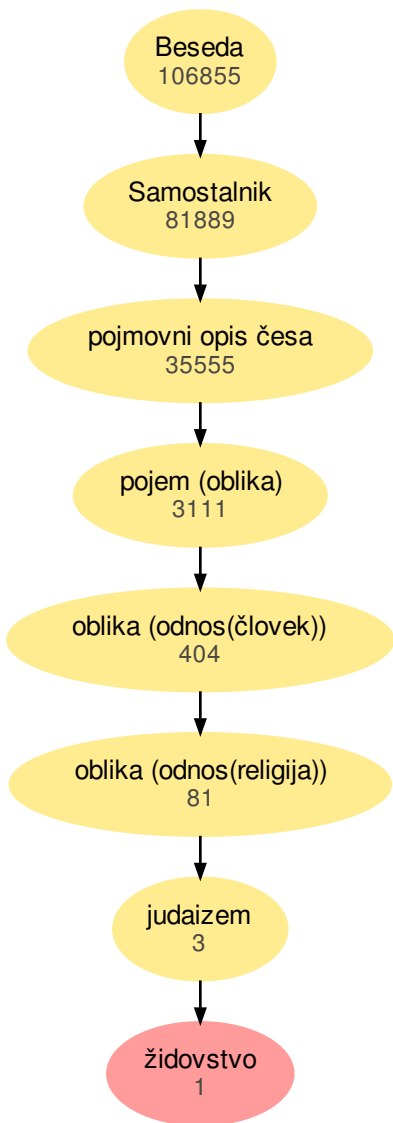 Beseda
106855
Samostalnik
81889
pojmovni opis česa
35555
pojem (oblika)
3111
oblika (odnos(človek))
404
oblika (odnos(religija))
81
judaizem
3
židovstvo
1